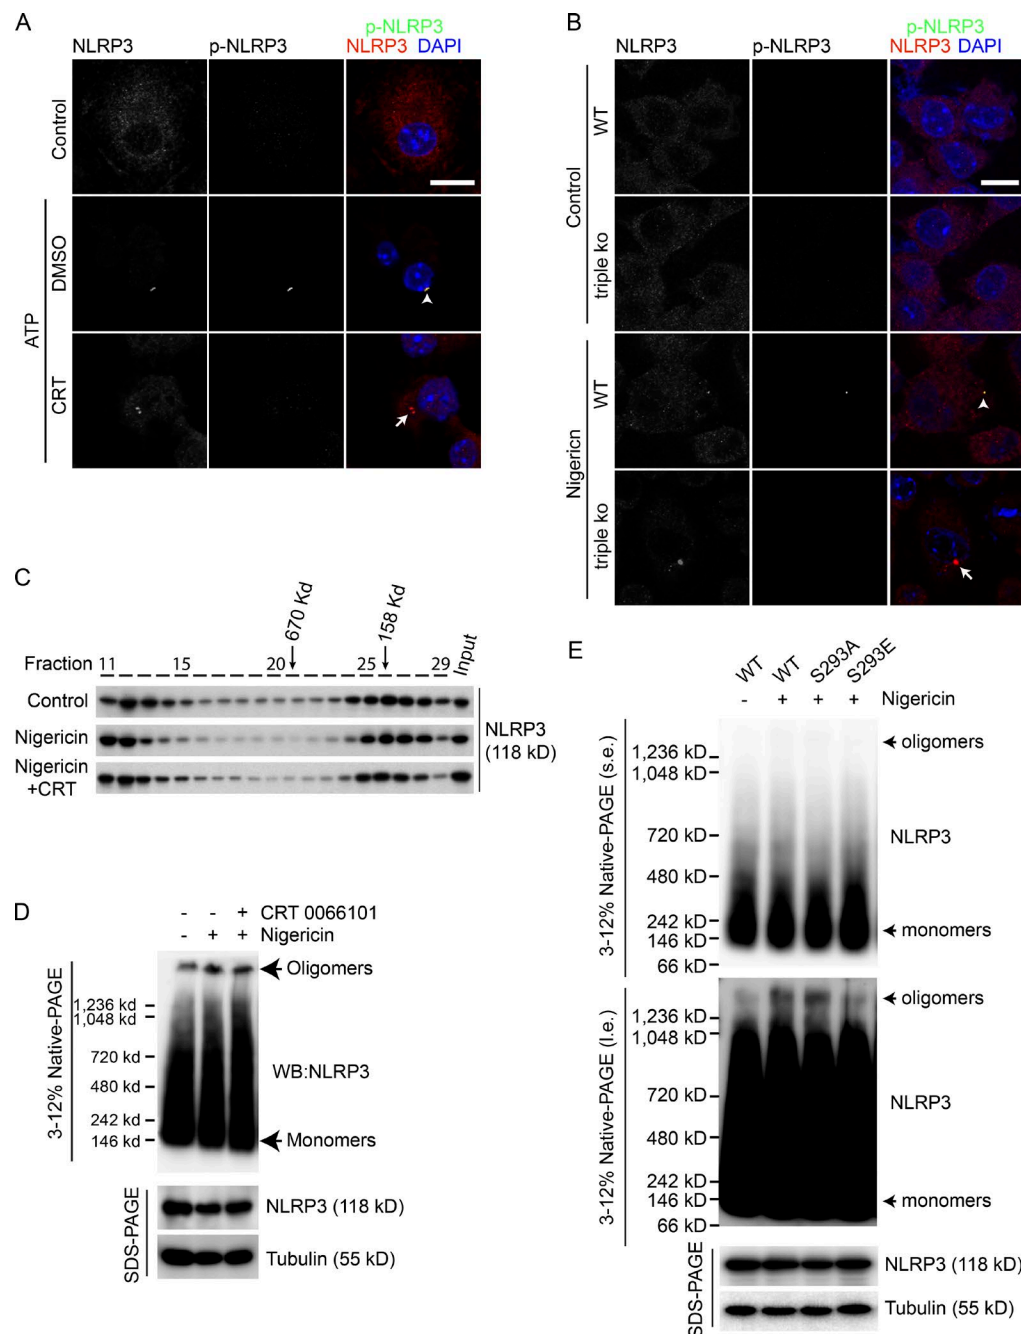 A
p-NLRP3
NLRP3 p-NLRP3 NLRP3 DAPI
Control
ATP
DMSO
CRT
B
p-NLRP3
NLRP3 p-NLRP3 NLRP3 DAPI
Control
WT
triple ko
Nigericn
WT
triple ko
C
670 Kd
158 Kd
Fraction 11 15 20 25 29 Input
Control
Nigericin
Nigericin
+CRT
NLRP3
(118 kD)
D
- - + CRT 0066101
- + + Nigericin
3-12% Native-PAGE
Oligomers
1,236 kd
1,048 kd
720 kd
480 kd
242 kd
146 kd
WB:NLRP3
Monomers
SDS-PAGE
NLRP3 (118 kD)
Tubulin (55 kD)
E
WT WT S293A S293E
- + + + Nigericin
3-12% Native-PAGE (s.e.)
oligomers
1,236 kD
1,048 kD
720 kD
NLRP3
480 kD
242 kD
monomers
146 kD
66 kD
3-12% Native-PAGE (l.e.)
oligomers
1,236 kD
1,048 kD
720 kD
NLRP3
480 kD
242 kD
146 kD
monomers
66 kD
SDS-PAGE
NLRP3 (118 kD)
Tubulin (55 kD)